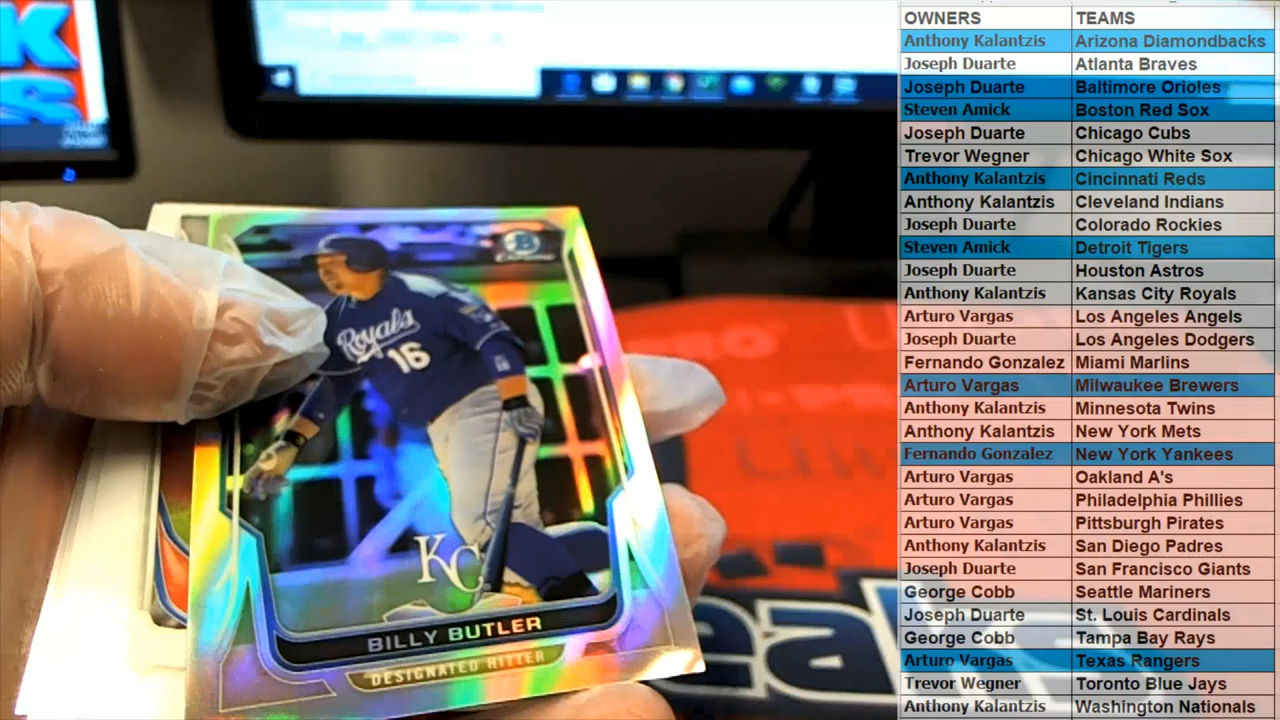 OWNERS TEAMS
Anthony Kalantzis Arizona Diamondbacks
Joseph Duarte Atlanta Braves
Joseph Duarte Baltimore Orioles
Steven Amick Boston Red Sox
Joseph Duarte Chicago Cubs
Trevor Wegner Chicago White Sox
Anthony Kalantzis Cincinnati Reds
Anthony Kalantzis Cleveland Indians
Joseph Duarte Colorado Rockies
Steven Amick Detroit Tigers
Joseph Duarte Houston Astros
Anthony Kalantzis Kansas City Royals
Arturo Vargas Los Angeles Angels
Joseph Duarte Los Angeles Dodgers
Fernando Gonzalez Miami Marlins
Arturo Vargas Milwaukee Brewers
Anthony Kalantzis Minnesota Twins
Anthony Kalantzis New York Mets
Fernando Gonzalez New York Yankees
Arturo Vargas Oakland A's
Arturo Vargas Philadelphia Phillies
Arturo Vargas Pittsburgh Pirates
Anthony Kalantzis San Diego Padres
Joseph Duarte San Francisco Giants
George Cobb Seattle Mariners
Joseph Duarte St. Louis Cardinals
George Cobb Tampa Bay Rays
Arturo Vargas Texas Rangers
Trevor Wegner Toronto Blue Jays
Anthony Kalantzis Washington Nationals
B
CHROME
Royals
16
KC
BILLY BUTLER
DESIGNATED HITTER